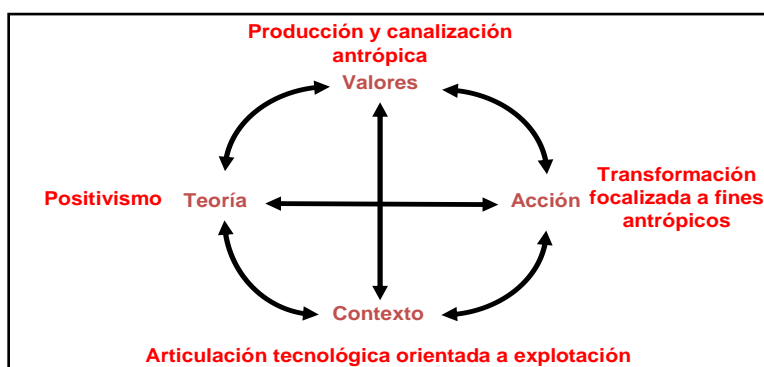 Producción y canalización
antrópica
Valores
Positivismo
Teoría
Acción
Transformación
focalizada a fines
antrópicos
Contexto
Articulación tecnológica orientada a explotación